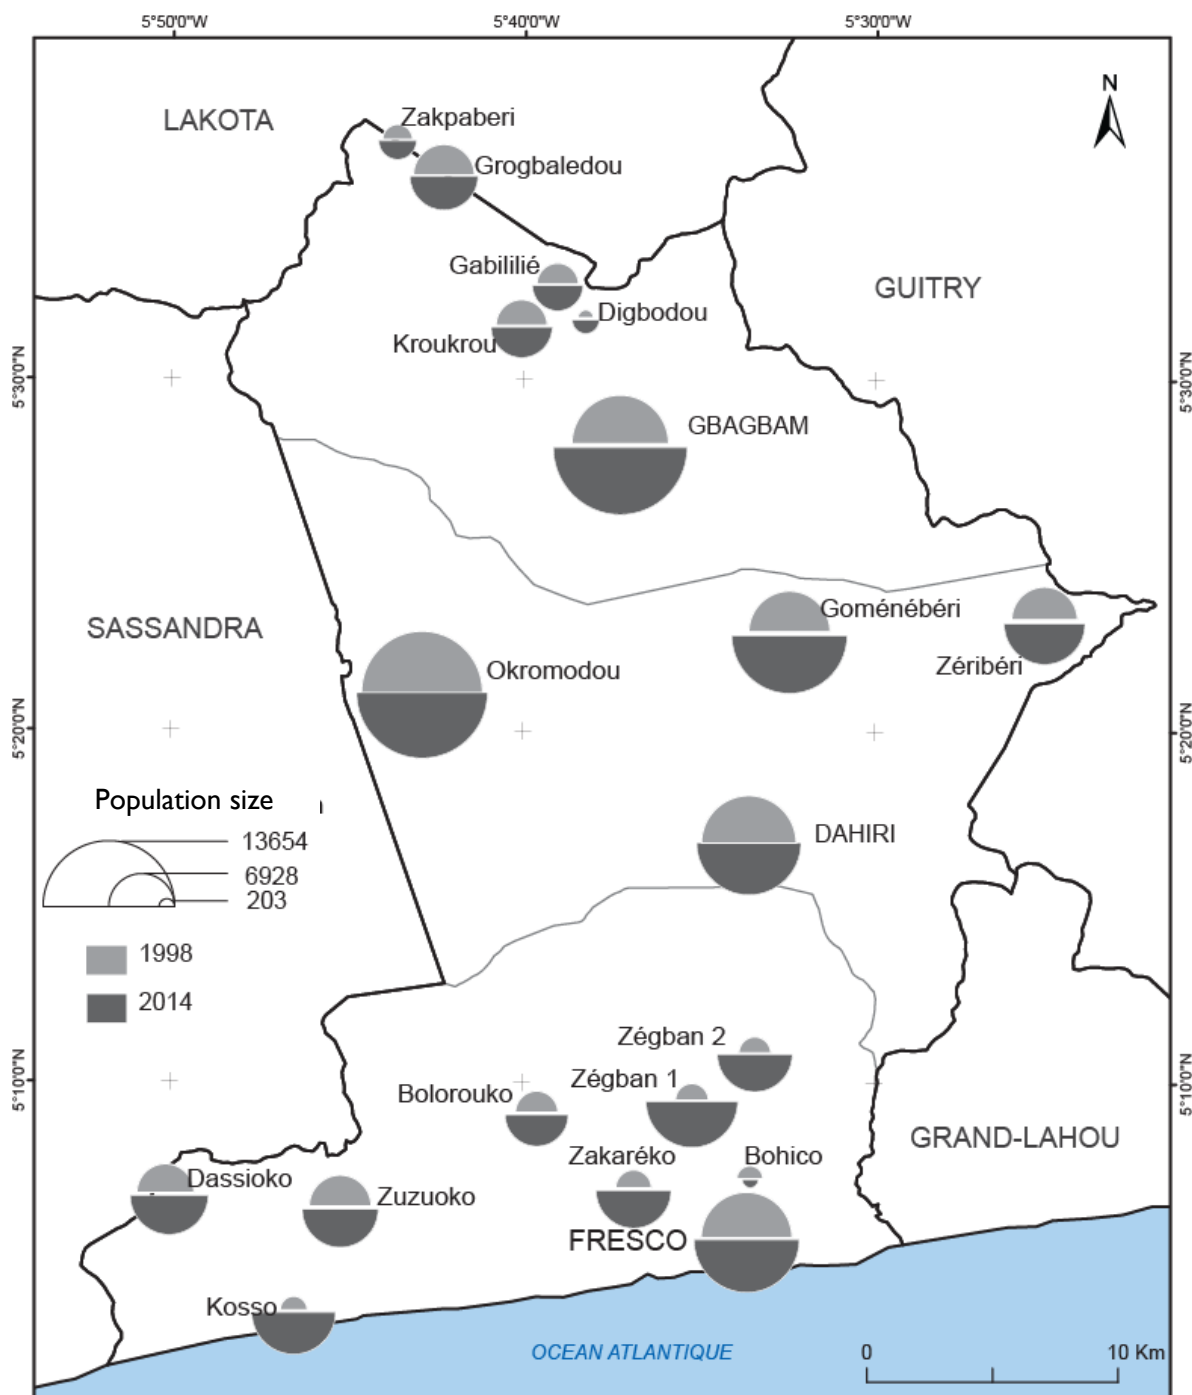 5°50'0"W 5°40'0"W 5°30'0"W
N
LAKOTA
Zakpaberi
Grogbaledou
Gabililié
GUITRY
Digbodou
Kroukrou
5°30'0"N 5°30'0"N
GBAGBAM
Goménébéri
SASSANDRA
Zéribéri
Okromodou
5°20'0"N 5°20'0"N
Population size
13654
DAHIRI
6928
203
1998
2014
Zégban 2
5°10'0"N 5°10'0"N
Zégban 1
Bolorouko
GRAND-LAHOU
Zakaréko
Bohico
Dassioko
Zuzuoko
FRESCO
Kosso
OCEAN ATLANTIQUE
0 10 Km